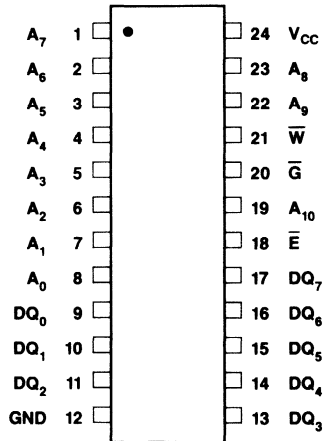 A7 1 24 VCC
A6 2 23 A8
A5 3 22 A9
A4 4 21 W̅
A3 5 20 G̅
A2 6 19 A10
A1 7 18 E̅
A0 8 17 DQ7
DQ0 9 16 DQ6
DQ1 10 15 DQ5
DQ2 11 14 DQ4
GND 12 13 DQ3